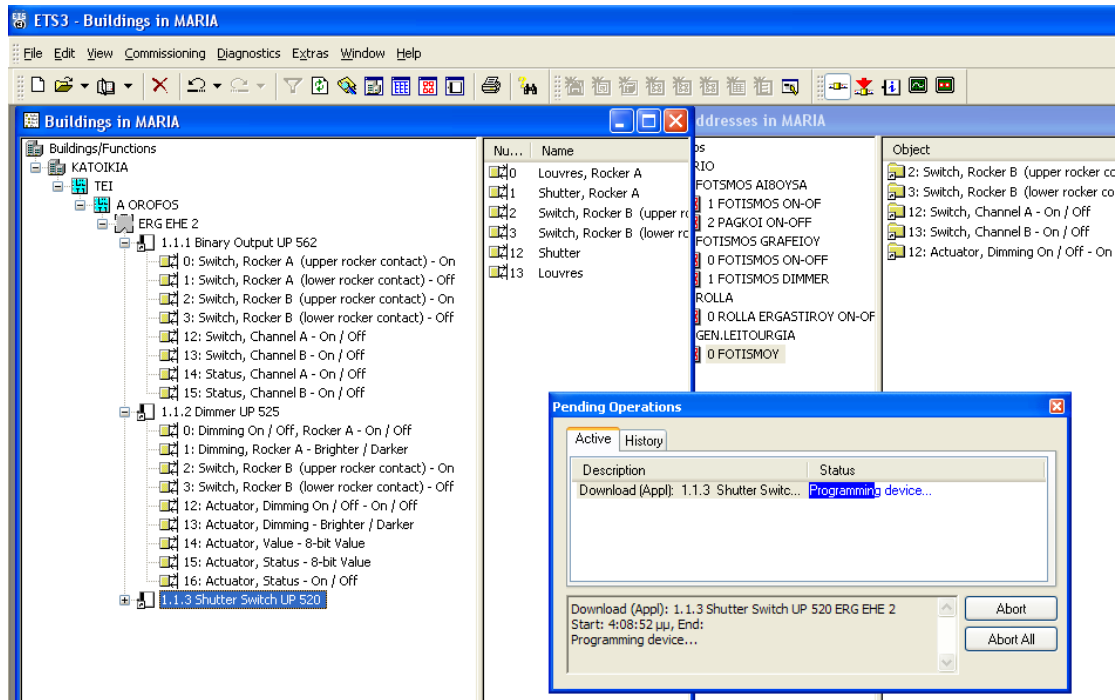 ETS3 - Buildings in MARIA
File Edit View Commissioning Diagnostics Extras Window Help
Buildings in MARIA
Buildings/Functions
KATOIKIA
TEI
A OROFOS
ERG EHE 2
1.1.1 Binary Output UP 562
0: Switch, Rocker A (upper rocker contact) - On
1: Switch, Rocker A (lower rocker contact) - Off
2: Switch, Rocker B (upper rocker contact) - On
3: Switch, Rocker B (lower rocker contact) - Off
12: Switch, Channel A - On / Off
13: Switch, Channel B - On / Off
14: Status, Channel A - On / Off
15: Status, Channel B - On / Off
1.1.2 Dimmer UP 525
0: Dimming On / Off, Rocker A - On / Off
1: Dimming, Rocker A - Brighter / Darker
2: Switch, Rocker B (upper rocker contact) - On
3: Switch, Rocker B (lower rocker contact) - Off
12: Actuator, Dimming On / Off - On / Off
13: Actuator, Dimming - Brighter / Darker
14: Actuator, Value - 8-bit Value
15: Actuator, Status - 8-bit Value
16: Actuator, Status - On / Off
1.1.3 Shutter Switch UP 520
Nu... Name
0 Louvres, Rocker A
1 Shutter, Rocker A
2 Switch, Rocker B (upper ro
3 Switch, Rocker B (lower roc
12 Shutter
13 Louvres
ddresses in MARIA
ps
RIO
FOTSMOS AI8OYSA
1 FOTISMOS ON-OF
2 PAGKOI ON-OFF
FOTISMOS GRAFEIOY
0 FOTISMOS ON-OFF
1 FOTISMOS DIMMER
ROLLA
0 ROLLA ERGASTIROY ON-OF
GEN.LEITOURGIA
0 FOTISMOY
Object
2: Switch, Rocker B (upper rocker co
3: Switch, Rocker B (lower rocker co
12: Switch, Channel A - On / Off
13: Switch, Channel B - On / Off
12: Actuator, Dimming On / Off - On
Pending Operations
Active History
Description Status
Download (Appl): 1.1.3 Shutter Switc... Programming device...
Download (Appl): 1.1.3 Shutter Switch UP 520 ERG EHE 2
Start: 4:08:52 μμ, End:
Programming device...
Abort
Abort All